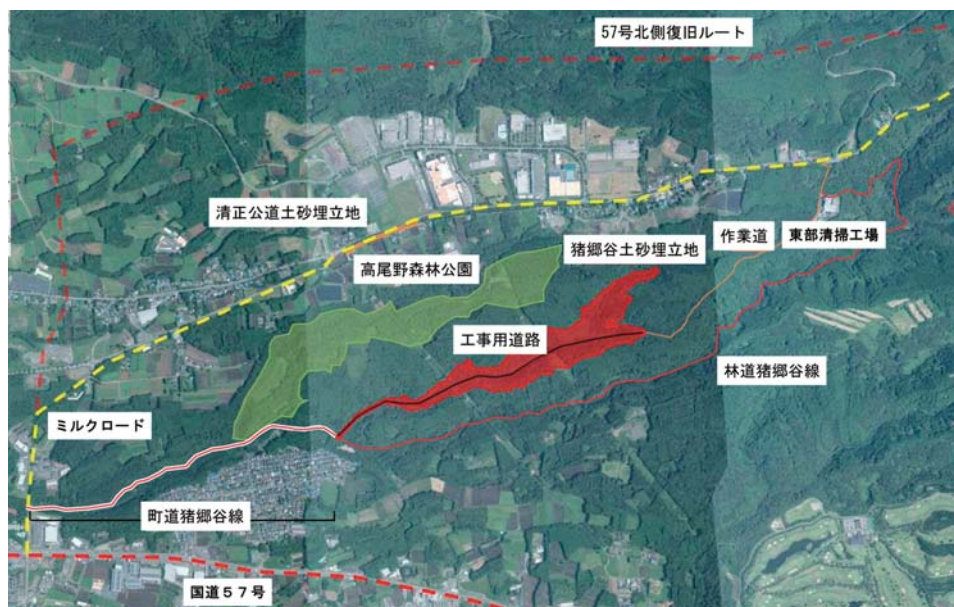 57号北側復旧ルート
清正公道土砂埋立地
高尾野森林公園
猪郷谷土砂埋立地
作業道
東部清掃工場
工事用道路
林道猪郷谷線
ミルクロード
町道猪郷谷線
国道５７号